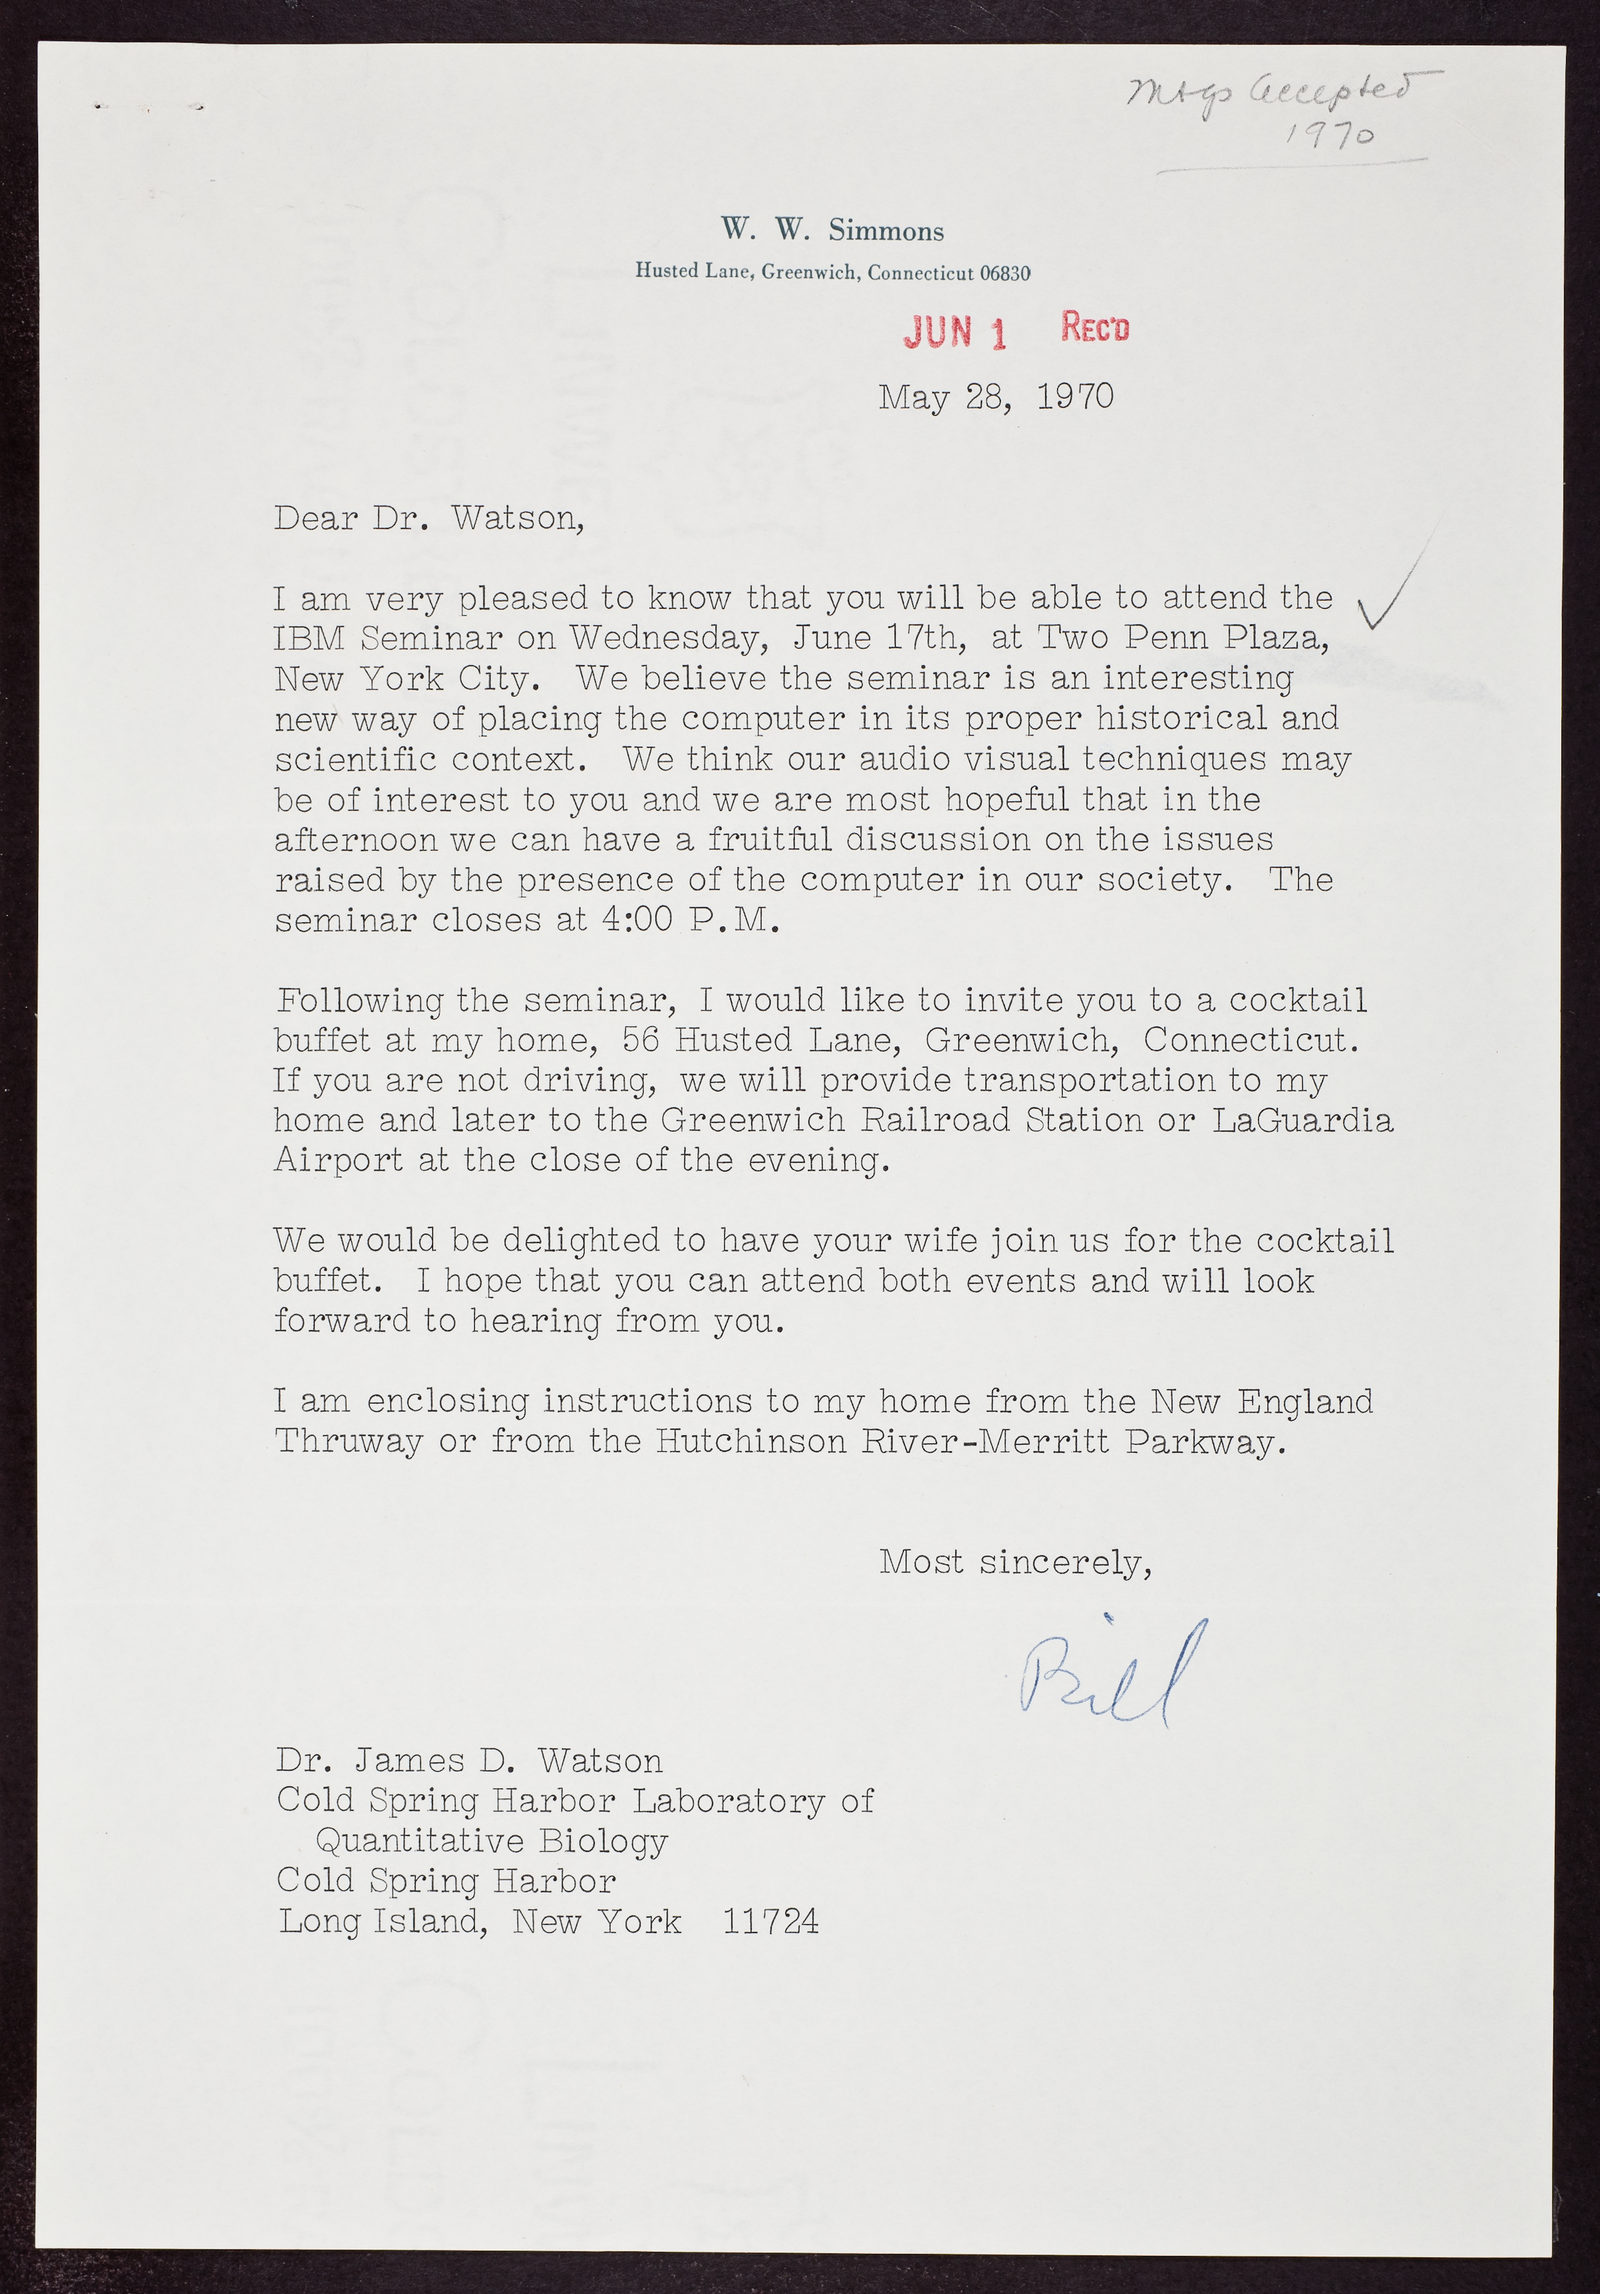 Mtgs Accepted
1970
W. W. Simmons
Husted Lane, Greenwich, Connecticut 06830
JUN 1 REC'D
May 28, 1970
Dear Dr. Watson,
I am very pleased to know that you will be able to attend the
IBM Seminar on Wednesday, June 17th, at Two Penn Plaza,
New York City. We believe the seminar is an interesting
new way of placing the computer in its proper historical and
scientific context. We think our audio visual techniques may
be of interest to you and we are most hopeful that in the
afternoon we can have a fruitful discussion on the issues
raised by the presence of the computer in our society. The
seminar closes at 4:00 P.M.
Following the seminar, I would like to invite you to a cocktail
buffet at my home, 56 Husted Lane, Greenwich, Connecticut.
If you are not driving, we will provide transportation to my
home and later to the Greenwich Railroad Station or LaGuardia
Airport at the close of the evening.
We would be delighted to have your wife join us for the cocktail
buffet. I hope that you can attend both events and will look
forward to hearing from you.
I am enclosing instructions to my home from the New England
Thruway or from the Hutchinson River-Merritt Parkway.
Most sincerely,
Bill
Dr. James D. Watson
Cold Spring Harbor Laboratory of
Quantitative Biology
Cold Spring Harbor
Long Island, New York 11724